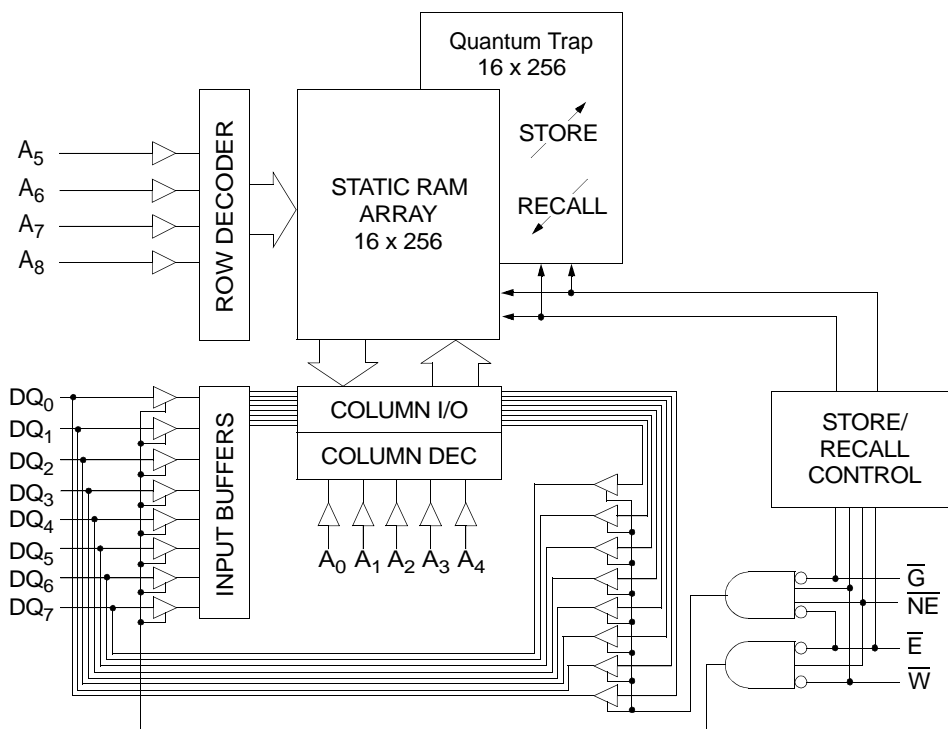 Quantum Trap
16 x 256
STORE
RECALL
STATIC RAM
ARRAY
16 x 256
ROW DECODER
A5
A6
A7
A8
DQ0
DQ1
DQ2
DQ3
DQ4
DQ5
DQ6
DQ7
INPUT BUFFERS
COLUMN I/O
COLUMN DEC
A0 A1 A2 A3 A4
STORE/
RECALL
CONTROL
G̅
N̅E̅
E̅
W̅